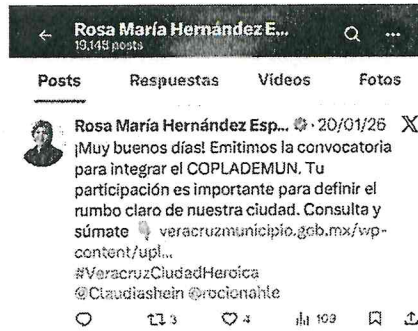 Rosa María Hernández E...
19,148 posts
Posts Respuestas Vídeos Fotos
Rosa María Hernández Esp... · 20/01/26
¡Muy buenos días! Emitimos la convocatoria
para integrar el COPLADEMUN. Tu
participación es importante para definir el
rumbo claro de nuestra ciudad. Consulta y
súmate 👇 veracruzmunicipio.gob.mx/wp-
content/upl...
#VeracruzCiudadHeroica
@Claudiashein @rocionahle
3 4 109